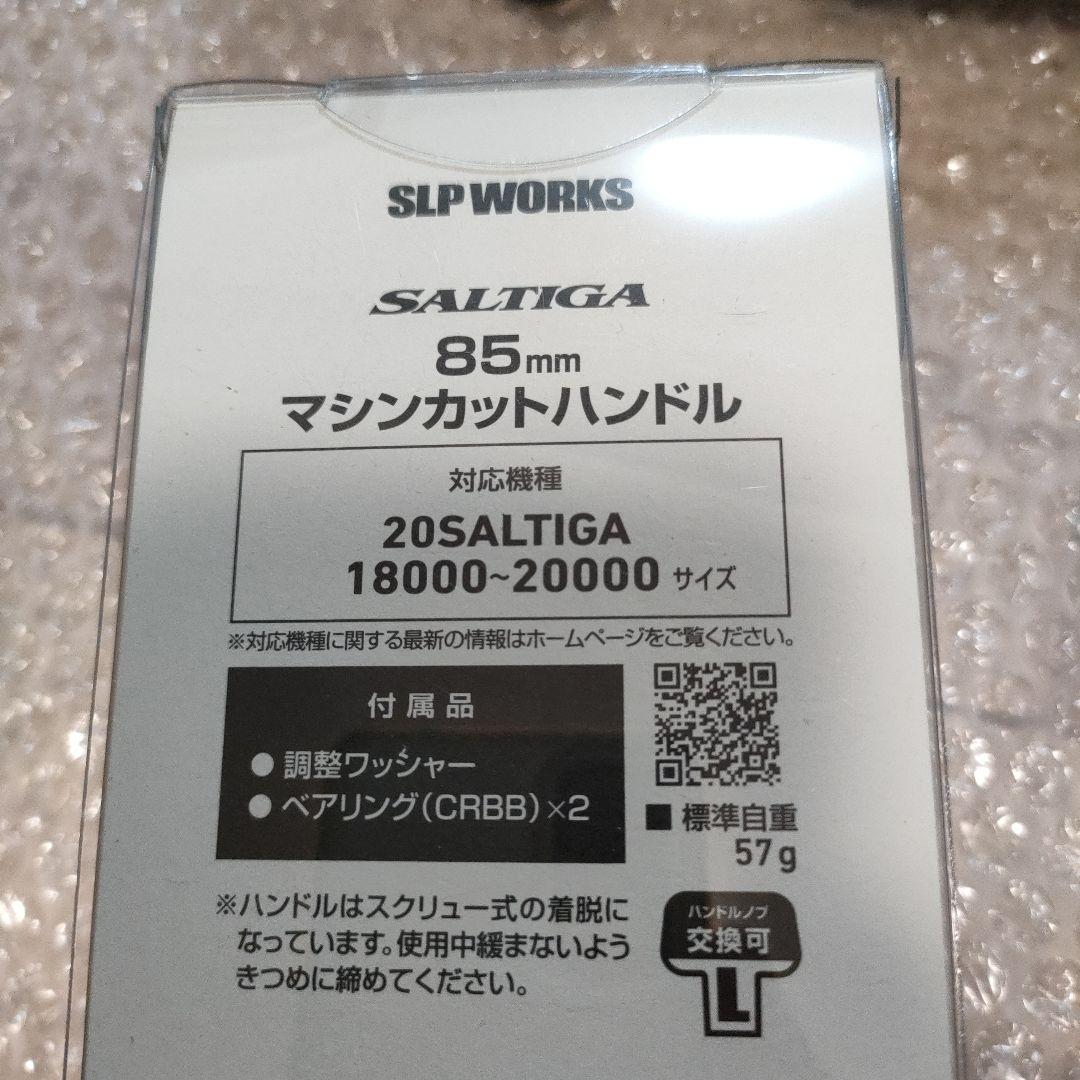 SLP WORKS
SALTIGA
85mm
マシンカットハンドル
対応機種
20SALTIGA
18000~20000 サイズ
※対応機種に関する最新の情報はホームページをご覧ください。
付属品
● 調整ワッシャー
● ベアリング(CRBB)×2
■ 標準自重
57g
※ハンドルはスクリュー式の着脱に
なっています。使用中緩まないよう
きつめに締めてください。
ハンドルノブ
交換可
L